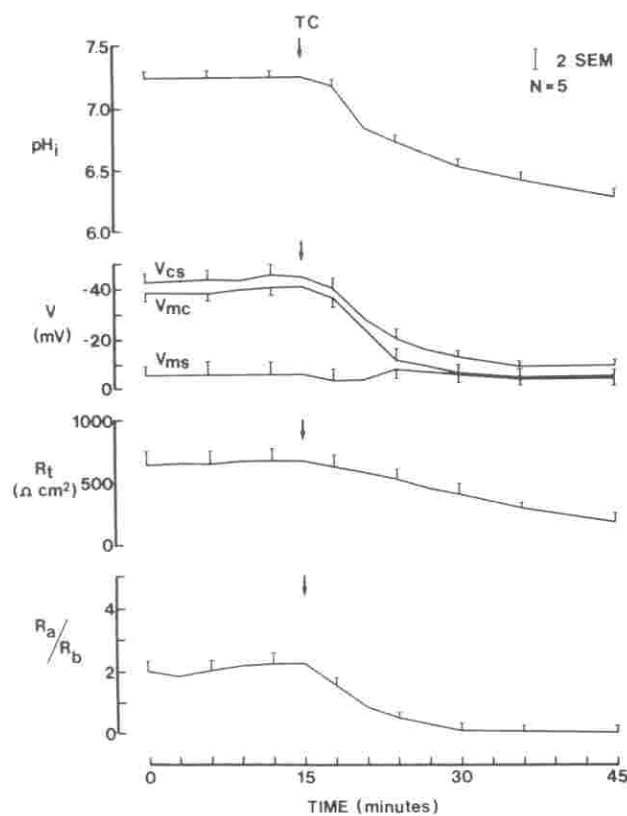 TC
7.5
7.0
6.5
6.0
pHi
2 SEM
N=5
Vcs
Vmc
Vms
-40
-20
0
V
(mV)
1000
500
0
Rt
(Ω cm²)
4
2
0
Ra/Rb
0 15 30 45
TIME (minutes)